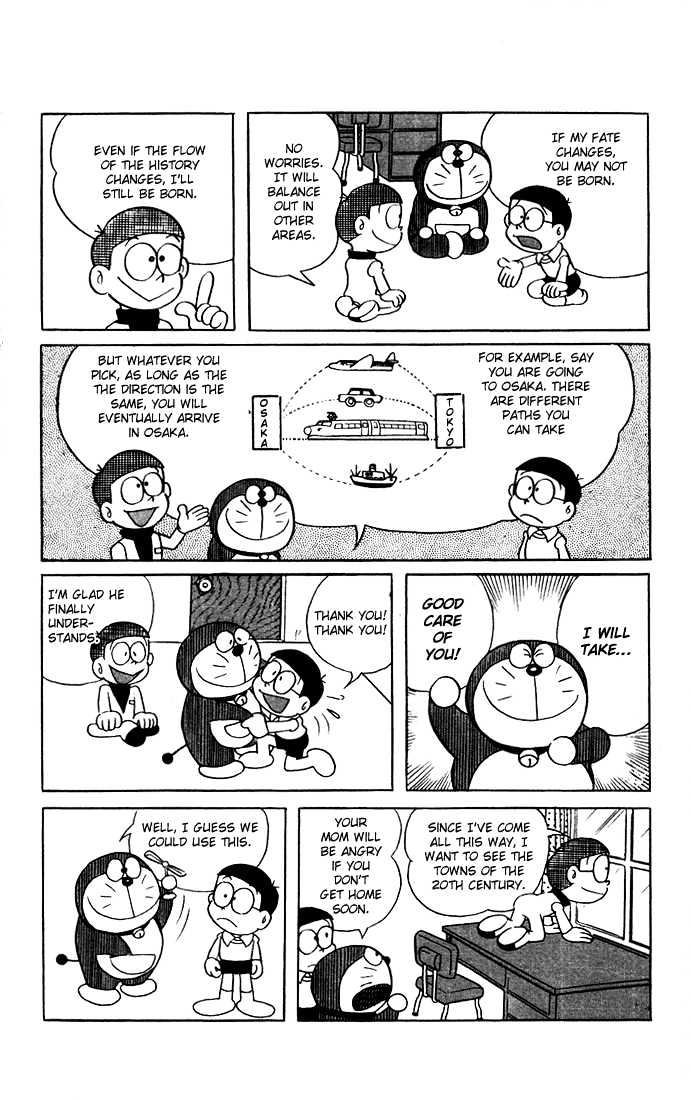 IF MY FATE
CHANGES,
YOU MAY NOT
BE BORN.
NO
WORRIES.
IT WILL
BALANCE
OUT IN
OTHER
AREAS.
EVEN IF THE FLOW
OF THE HISTORY
CHANGES, I'LL
STILL BE BORN.
FOR EXAMPLE, SAY
YOU ARE GOING
TO OSAKA. THERE
ARE DIFFERENT
PATHS YOU
CAN TAKE
TOKYO
OSAKA
BUT WHATEVER YOU
PICK, AS LONG AS THE
THE DIRECTION IS THE
SAME, YOU WILL
EVENTUALLY ARRIVE
IN OSAKA.
I WILL
TAKE...
GOOD
CARE
OF
YOU!
THANK YOU!
THANK YOU!
I'M GLAD HE
FINALLY
UNDER-
STANDS.
SINCE I'VE COME
ALL THIS WAY, I
WANT TO SEE THE
TOWNS OF THE
20TH CENTURY.
YOUR
MOM WILL
BE ANGRY
IF YOU
DON'T
GET HOME
SOON.
WELL, I GUESS WE
COULD USE THIS.